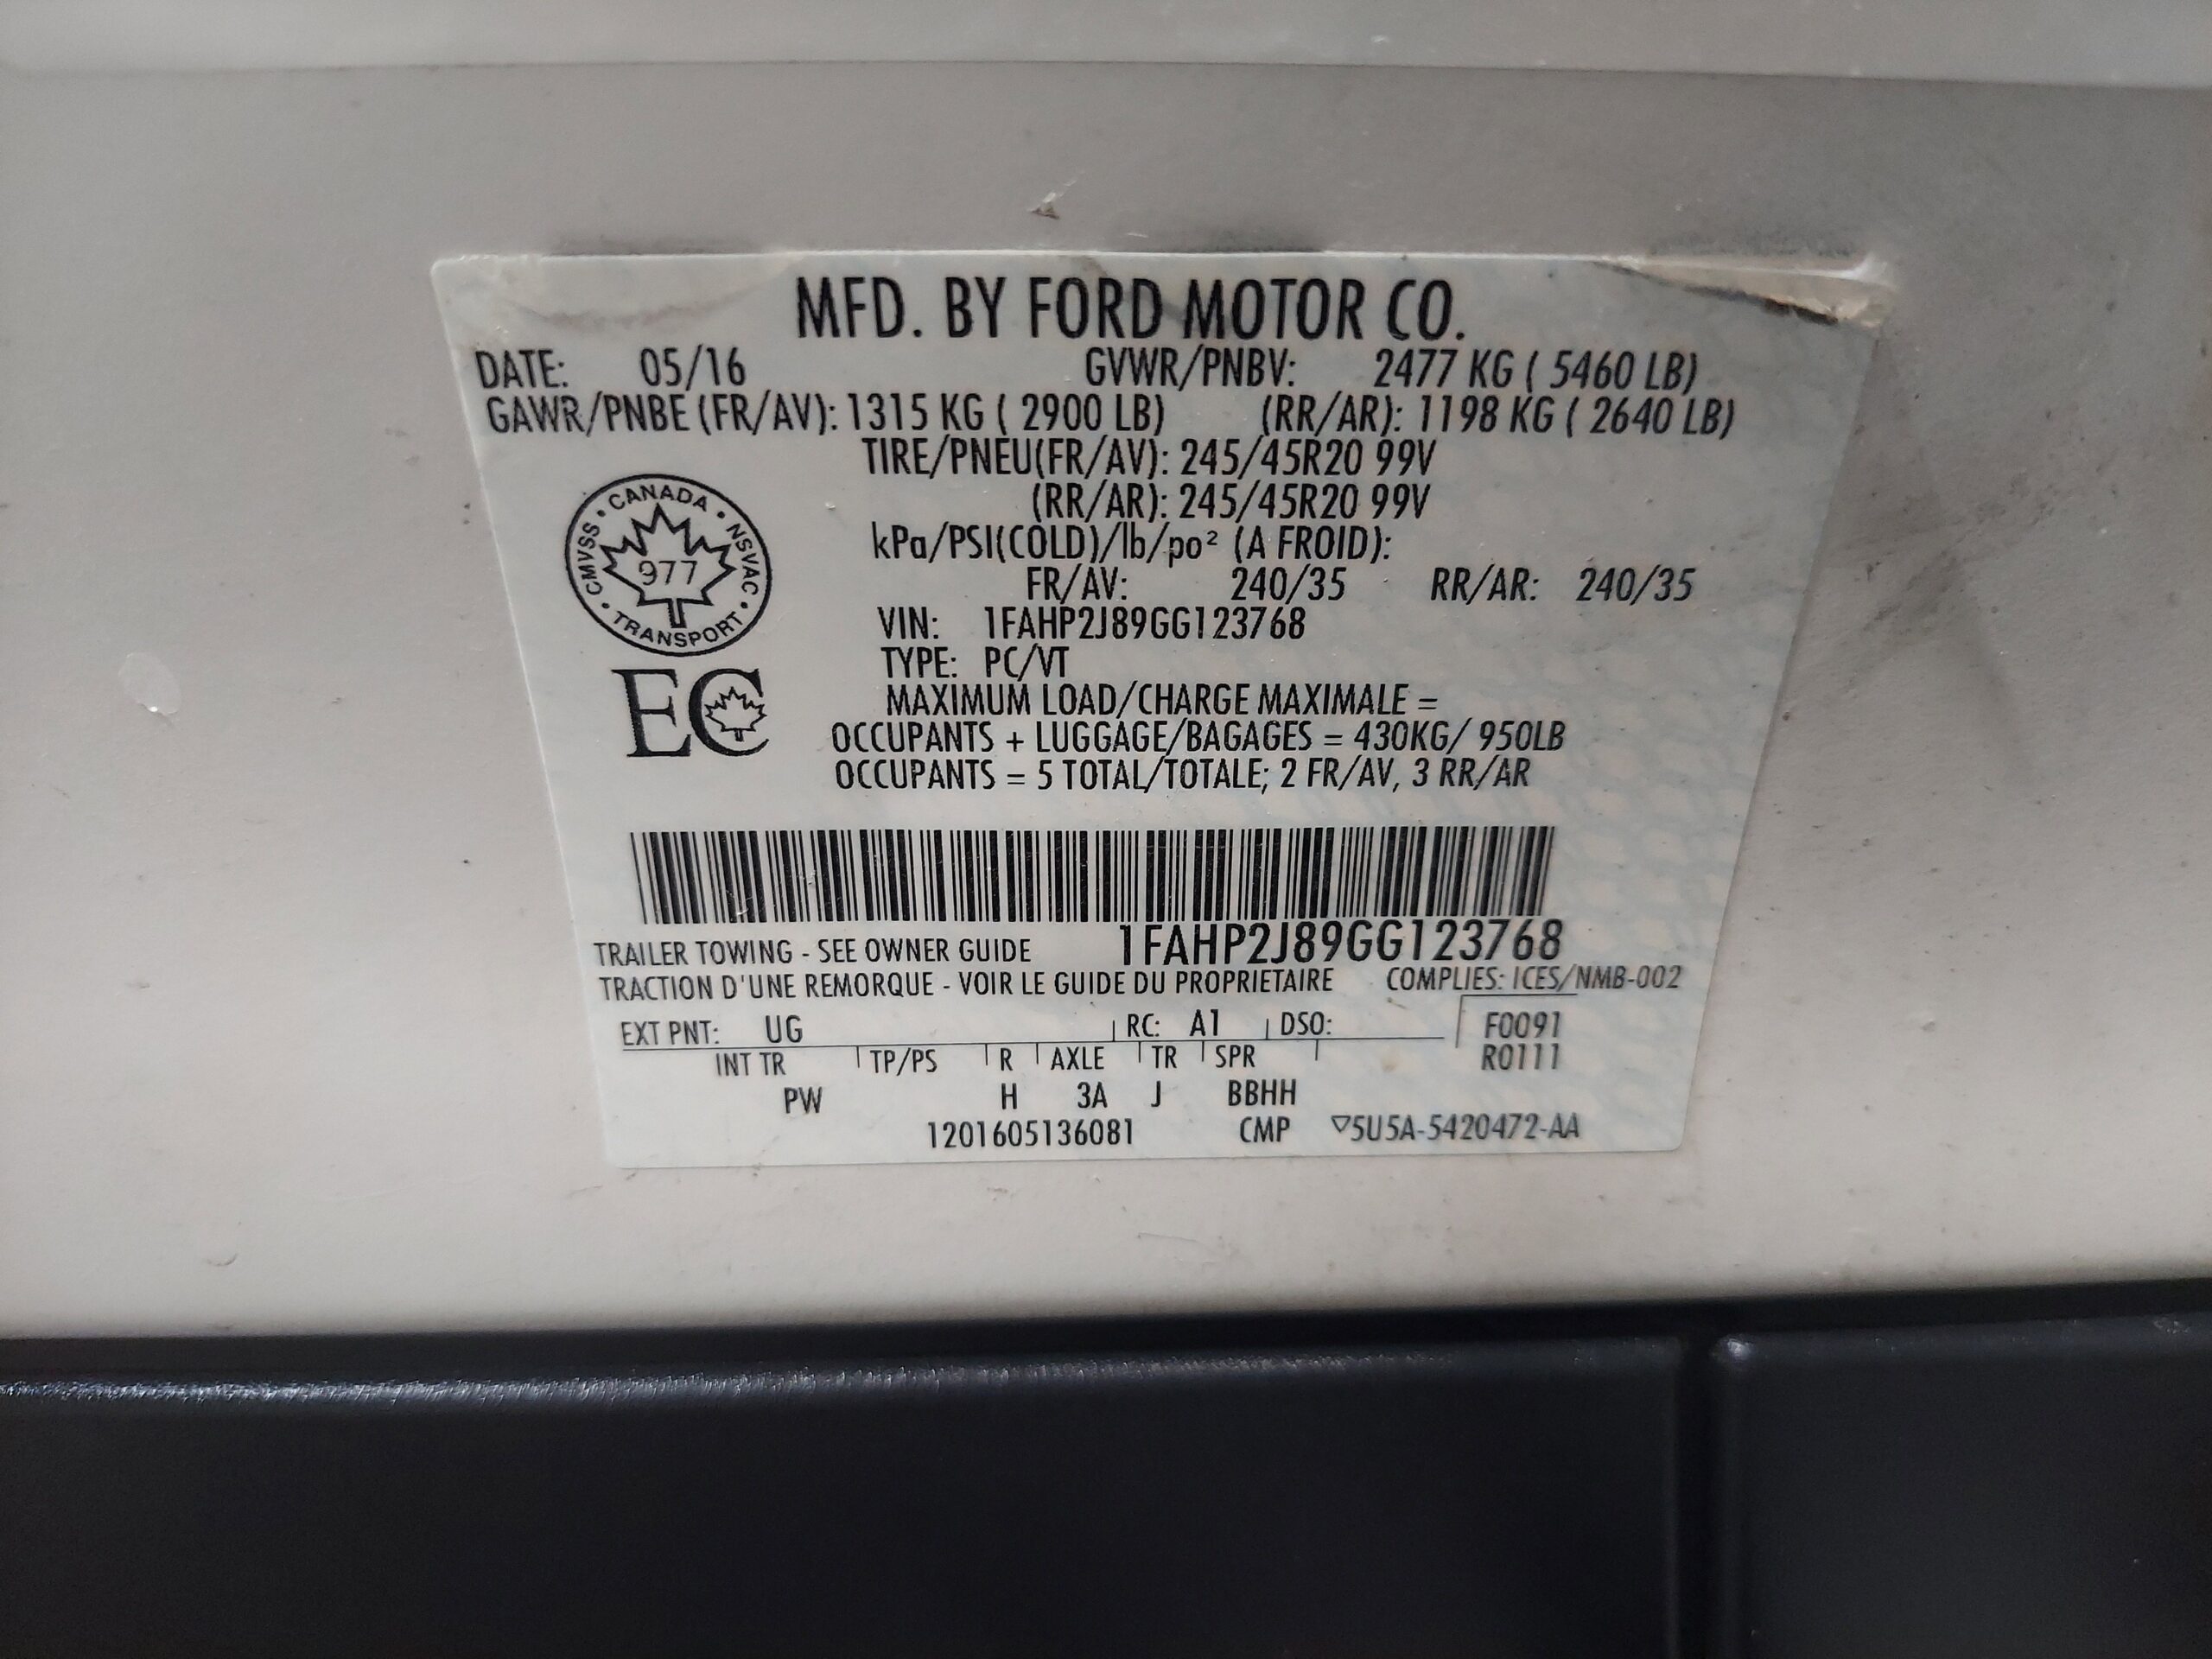 MFD. BY FORD MOTOR CO.
DATE: 05/16 GVWR/PNBV: 2477 KG ( 5460 LB)
GAWR/PNBE (FR/AV): 1315 KG ( 2900 LB) (RR/AR): 1198 KG ( 2640 LB)
TIRE/PNEU(FR/AV): 245/45R20 99V
(RR/AR): 245/45R20 99V
kPa/PSI(COLD)/lb/po² (A FROID):
FR/AV: 240/35 RR/AR: 240/35
CANADA • NSVAC • TRANSPORT • CMVSS •
977
EC
VIN: 1FAHP2J89GG123768
TYPE: PC/VT
MAXIMUM LOAD/CHARGE MAXIMALE =
OCCUPANTS + LUGGAGE/BAGAGES = 430KG/ 950LB
OCCUPANTS = 5 TOTAL/TOTALE; 2 FR/AV, 3 RR/AR
TRAILER TOWING - SEE OWNER GUIDE 1FAHP2J89GG123768
TRACTION D'UNE REMORQUE - VOIR LE GUIDE DU PROPRIETAIRE COMPLIES: ICES/NMB-002
EXT PNT: UG RC: A1 DSO: F0091
INT TR TP/PS R AXLE TR SPR R0111
PW H 3A J BBHH
1201605136081 CMP ▽5U5A-5420472-AA